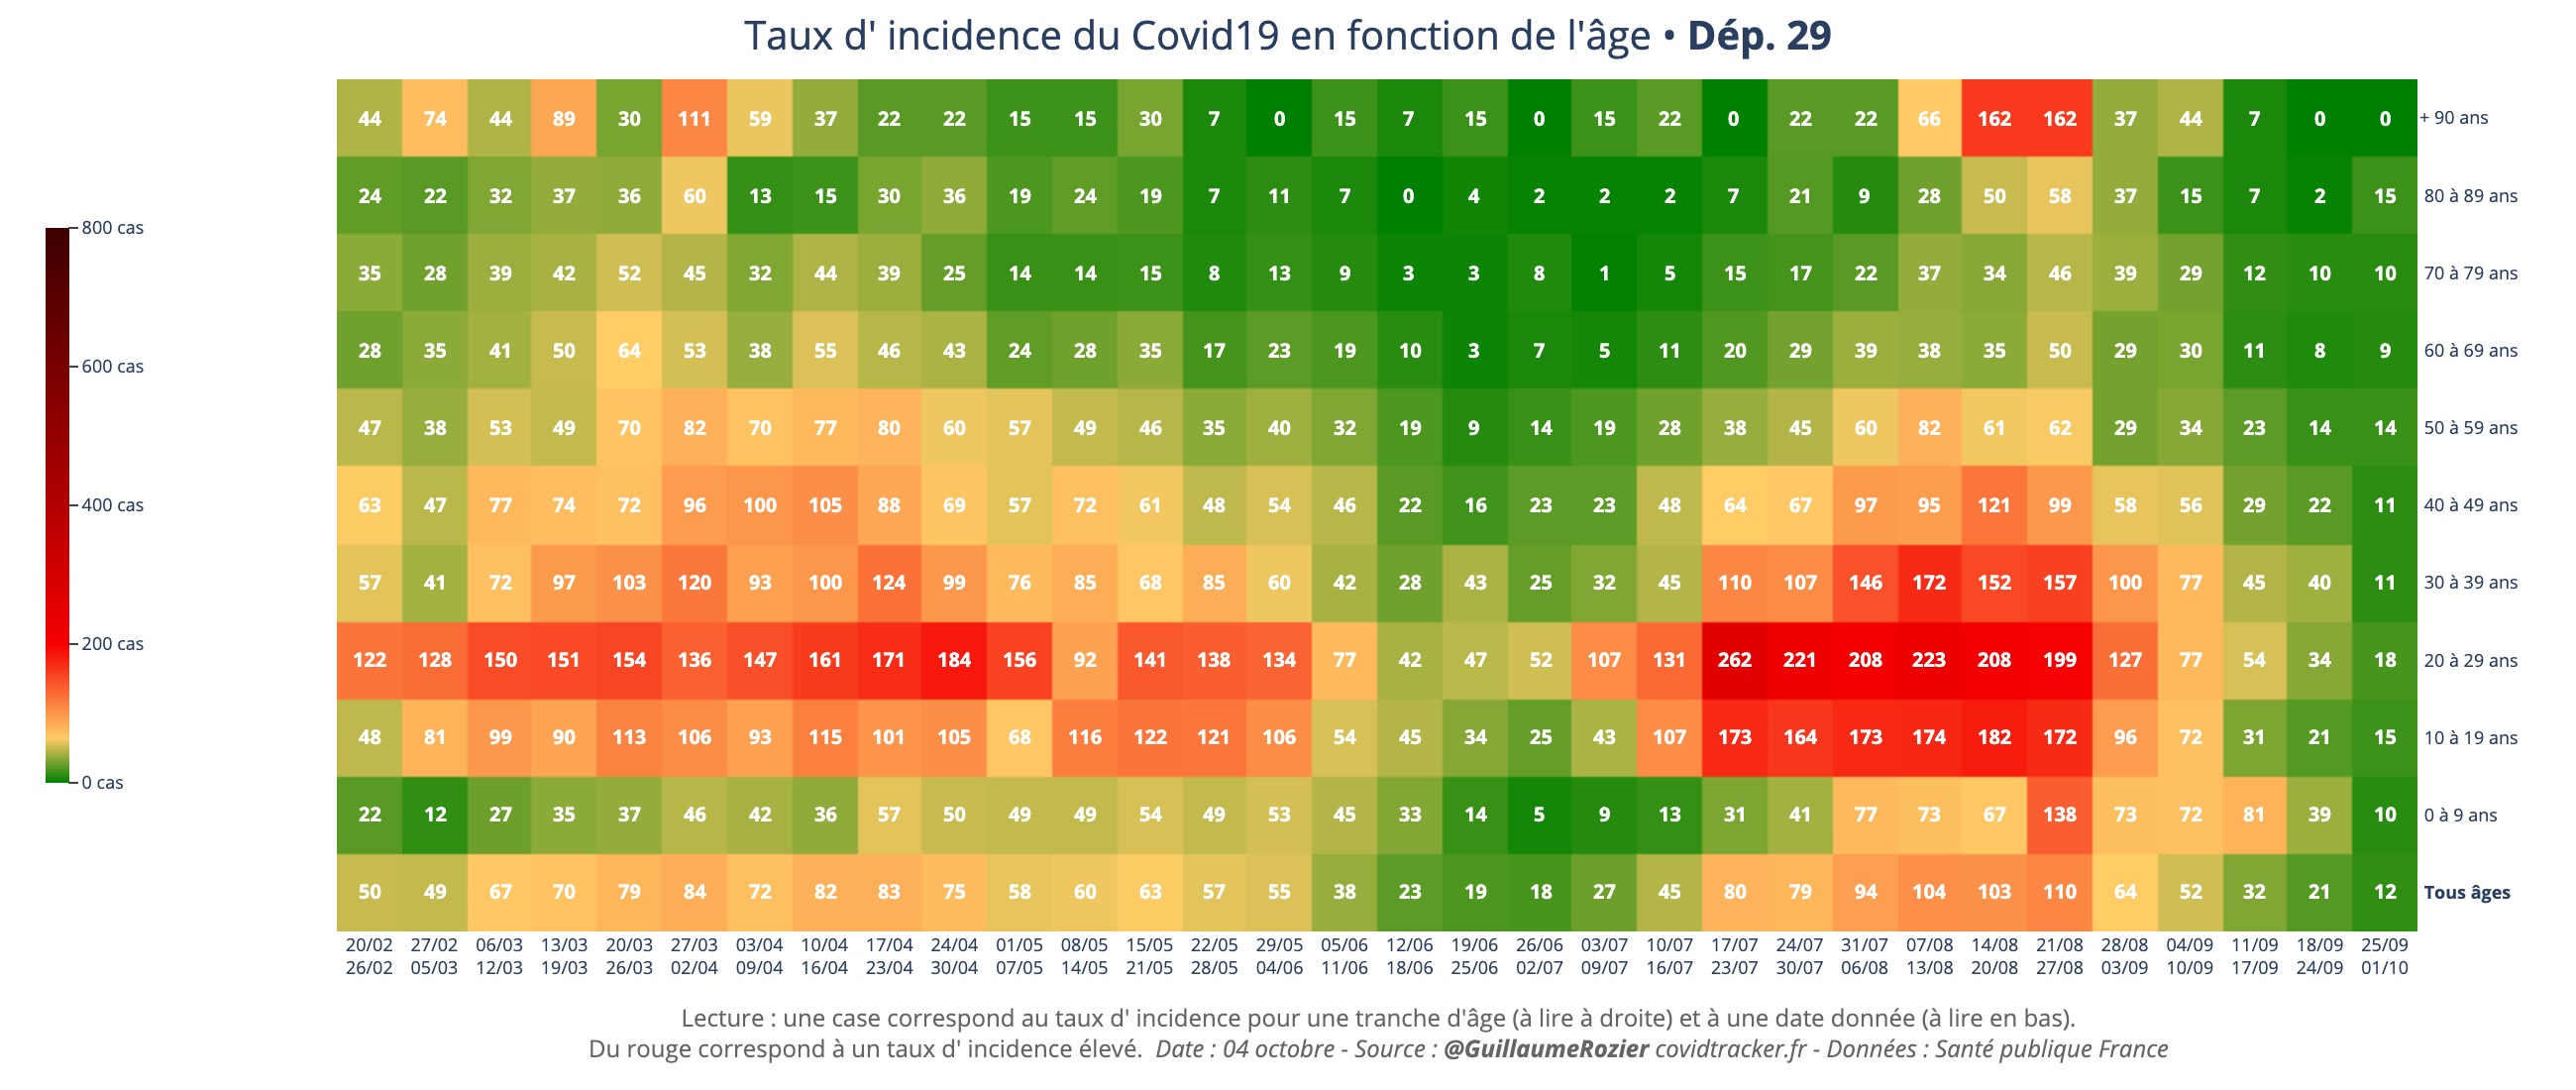 Taux d' incidence du Covid19 en fonction de l'âge • Dép. 29
44 74 44 89 30 111 59 37 22 22 15 15 30 7 0 15 7 15 0 15 22 0 22 22 66 162 162 37 44 7 0 0 + 90 ans
24 22 32 37 36 60 13 15 30 36 19 24 19 7 11 7 0 4 2 2 2 7 21 9 28 50 58 37 15 7 2 15 80 à 89 ans
800 cas
35 28 39 42 52 45 32 44 39 25 14 14 15 8 13 9 3 3 8 1 5 15 17 22 37 34 46 39 29 12 10 10 70 à 79 ans
28 35 41 50 64 53 38 55 46 43 24 28 35 17 23 19 10 3 7 5 11 20 29 39 38 35 50 29 30 11 8 9 60 à 69 ans
600 cas
47 38 53 49 70 82 70 77 80 60 57 49 46 35 40 32 19 9 14 19 28 38 45 60 82 61 62 29 34 23 14 14 50 à 59 ans
400 cas
63 47 77 74 72 96 100 105 88 69 57 72 61 48 54 46 22 16 23 23 48 64 67 97 95 121 99 58 56 29 22 11 40 à 49 ans
57 41 72 97 103 120 93 100 124 99 76 85 68 85 60 42 28 43 25 32 45 110 107 146 172 152 157 100 77 45 40 11 30 à 39 ans
200 cas
122 128 150 151 154 136 147 161 171 184 156 92 141 138 134 77 42 47 52 107 131 262 221 208 223 208 199 127 77 54 34 18 20 à 29 ans
48 81 99 90 113 106 93 115 101 105 68 116 122 121 106 54 45 34 25 43 107 173 164 173 174 182 172 96 72 31 21 15 10 à 19 ans
0 cas
22 12 27 35 37 46 42 36 57 50 49 49 54 49 53 45 33 14 5 9 13 31 41 77 73 67 138 73 72 81 39 10 0 à 9 ans
50 49 67 70 79 84 72 82 83 75 58 60 63 57 55 38 23 19 18 27 45 80 79 94 104 103 110 64 52 32 21 12 Tous âges
20/02 27/02 06/03 13/03 20/03 27/03 03/04 10/04 17/04 24/04 01/05 08/05 15/05 22/05 29/05 05/06 12/06 19/06 26/06 03/07 10/07 17/07 24/07 31/07 07/08 14/08 21/08 28/08 04/09 11/09 18/09 25/09
26/02 05/03 12/03 19/03 26/03 02/04 09/04 16/04 23/04 30/04 07/05 14/05 21/05 28/05 04/06 11/06 18/06 25/06 02/07 09/07 16/07 23/07 30/07 06/08 13/08 20/08 27/08 03/09 10/09 17/09 24/09 01/10
Lecture : une case correspond au taux d' incidence pour une tranche d'âge (à lire à droite) et à une date donnée (à lire en bas).
Du rouge correspond à un taux d' incidence élevé. Date : 04 octobre - Source : @GuillaumeRozier covidtracker.fr - Données : Santé publique France